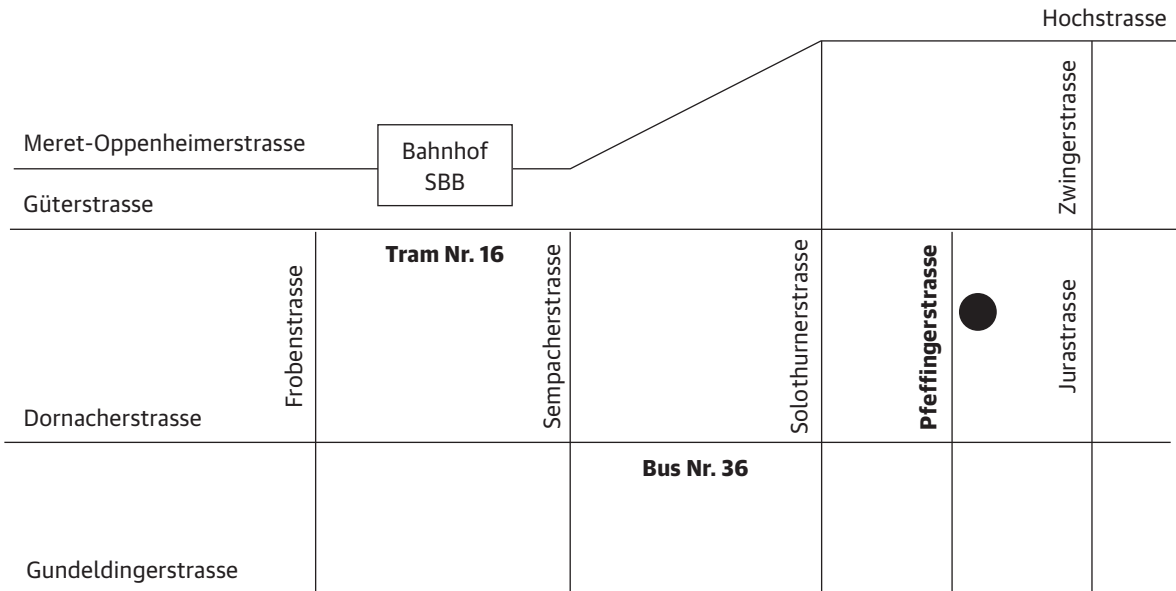 Hochstrasse
Meret-Oppenheimerstrasse
Bahnhof
SBB
Zwingerstrasse
Güterstrasse
Tram Nr. 16
Frobenstrasse
Sempacherstrasse
Solothurnerstrasse
Pfeffingerstrasse
Jurastrasse
Dornacherstrasse
Bus Nr. 36
Gundeldingerstrasse